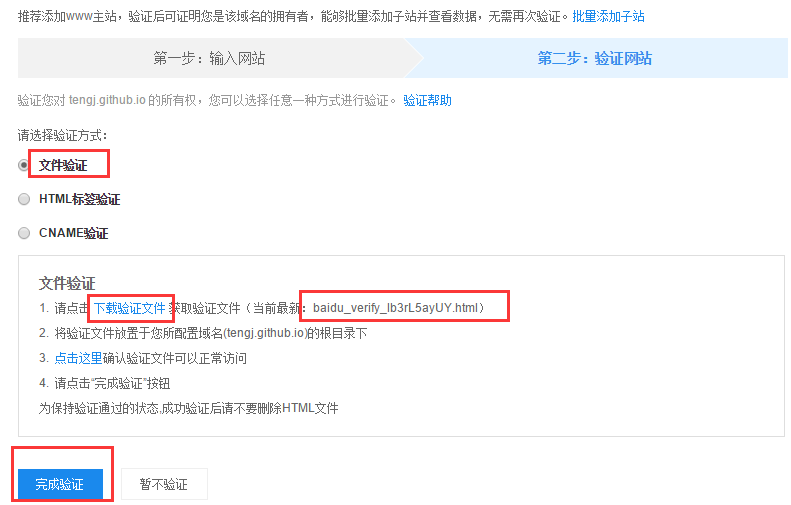 推荐添加www主站，验证后可证明您是该域名的拥有者，能够批量添加子站并查看数据，无需再次验证。批量添加子站
第一步：输入网站 第二步：验证网站
验证您对 tengj.github.io 的所有权，您可以选择任意一种方式进行验证。 验证帮助
请选择验证方式：
文件验证
HTML标签验证
CNAME验证
文件验证
1. 请点击 下载验证文件 获取验证文件（当前最新：baidu_verify_lb3rL5ayUY.html）
2. 将验证文件放置于您所配置域名(tengj.github.io)的根目录下
3. 点击这里确认验证文件可以正常访问
4. 请点击“完成验证”按钮
为保持验证通过的状态,成功验证后请不要删除HTML文件
完成验证 暂不验证